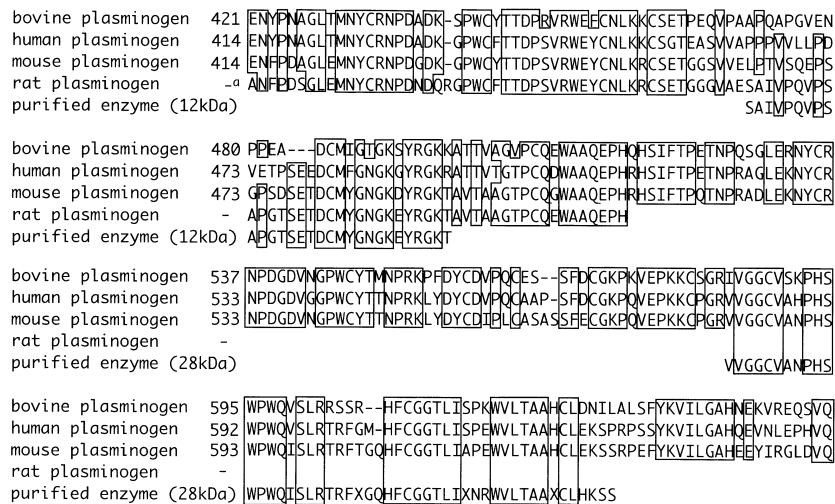 bovine plasminogen 421 ENYPNAGLTMNYCRNPDADK-SPWCYTTDPRVRWEFCNLKKCSETPEQVPAAPQAPGVEN
human plasminogen 414 ENYPNAGLTMNYCRNPDADK-GPWCFTTDPSVRWEYCNLKKCSGTEASVVAPPPVVLLPD
mouse plasminogen 414 ENFPDAGLTMNYCRNPDGDK-GPWCYTTDPSVRWEYCNLKRCSETGGSVVELPTVSQEPS
rat plasminogen -a ANFPDSGLEMNYCRNPDNDQRGPWCFTTDPSVRWEYCNLKRCSETGGGVAESAIVPQVPS
purified enzyme (12kDa) SAIVPQVPS
bovine plasminogen 480 PPEA---DCMIGTGKSYRGKKATTVAGVPCQEWAAQEPHQHSIFTPETNPQSGLERNYCR
human plasminogen 473 VETPSEEDCMFGNGKGYRGKRATTVTGTPCQDWAAQEPHRHSIFTPETNPRAGLEKNYCR
mouse plasminogen 473 GPSDSETDCMYGNGKDYRGKTAVTAAGTPCQGWAAQEPHRHSIFTPQTNPRADLEKNYCR
rat plasminogen - APGTSETDCMYGNGKEYRGKTAVTAAGTPCQEWAAQEPH
purified enzyme (12kDa) APGTSETDCMYGNGKEYRGKT
bovine plasminogen 537 NPDGDVNGPWCYTMNPRKPFDYCDVPQCES--SFDCGKPKVEPKKCSGRIVGGCVSKPHS
human plasminogen 533 NPDGDVGGPWCYTTNPRKLYDYCDVPQCAAP-SFDCGKPQVEPKKCPGRVVGGCVAHPHS
mouse plasminogen 533 NPDGDVNGPWCYTTNPRKLYDYCDIPLCASASSFECGKPQVEPKKCPGRVVGGCVANPHS
rat plasminogen -
purified enzyme (28kDa) VVGGCVANPHS
bovine plasminogen 595 WPWQVSLRRSSR--HFCGGTLISPKWVLTAAHCLDNILALSFYKVILGAHNEKVREQSVQ
human plasminogen 592 WPWQVSLRTRFGM-HFCGGTLISPEWVLTAAHCLEKSPRPSSYKVILGAHQEVNLEPHVQ
mouse plasminogen 593 WPWQISLRTRFTGQHFCGGTLIAPEWVLTAAHCLEKSSRPEFYKVILGAHEEYIRGLDVQ
rat plasminogen -
purified enzyme (28kDa) WPWQISLRTRFXGQHFCGGTLIXNRWVLTAAXCLHKSS